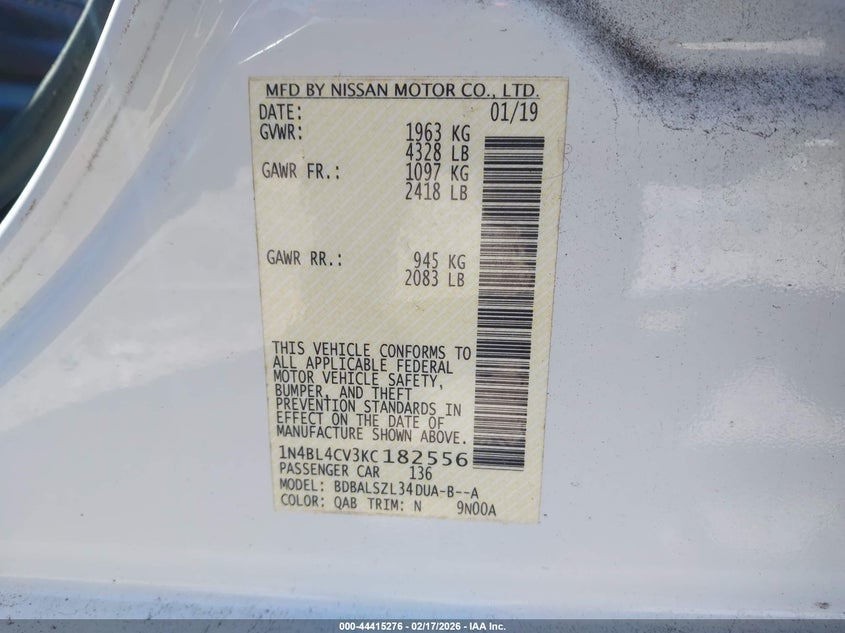 MFD BY NISSAN MOTOR CO., LTD.
DATE: 01/19
GVWR: 1963 KG
4328 LB
GAWR FR.: 1097 KG
2418 LB
GAWR RR.: 945 KG
2083 LB
THIS VEHICLE CONFORMS TO
ALL APPLICABLE FEDERAL
MOTOR VEHICLE SAFETY,
BUMPER, AND THEFT
PREVENTION STANDARDS IN
EFFECT ON THE DATE OF
MANUFACTURE SHOWN ABOVE.
1N4BL4CV3KC182556
PASSENGER CAR 136
MODEL: BDBALSZL34DUA-B--A
COLOR: QAB TRIM: N 9N00A
000-44415276 - 02/17/2026 - IAA Inc.